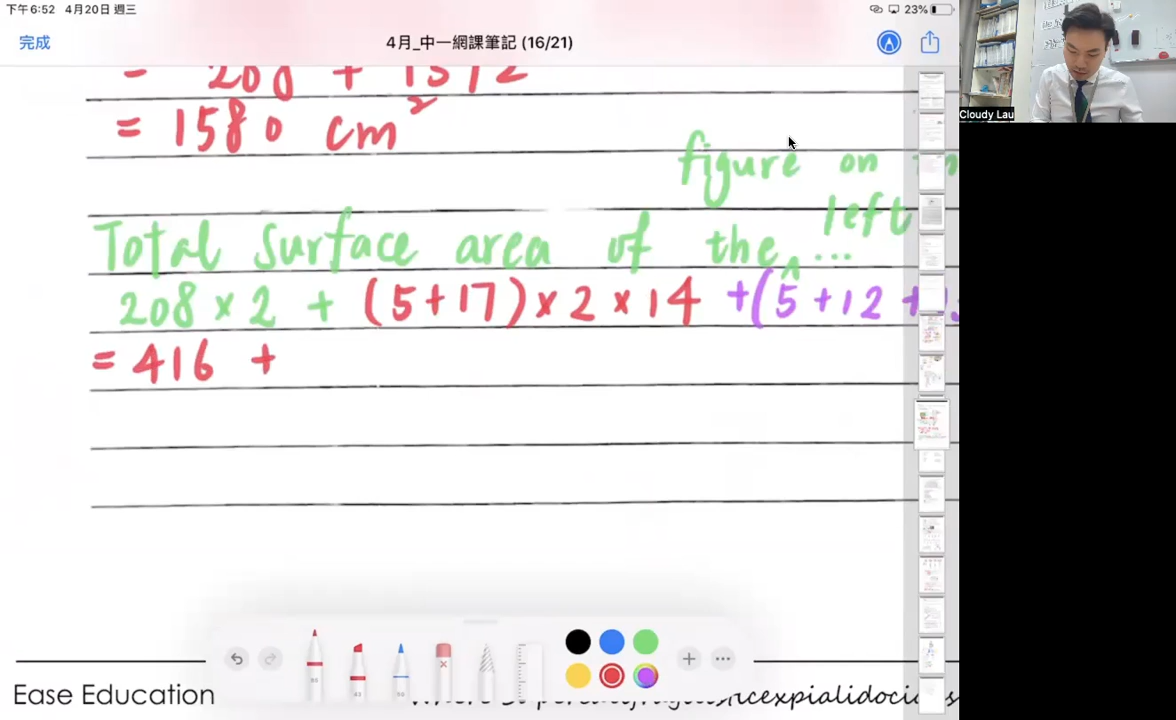 下午6:52 4月20日 週三
23%
完成
4月_中一網課筆記 (16/21)
Cloudy Lau
= 208 + 1372
= 1580 cm²
figure on
left
Total surface area of the ^ ...
208 × 2 + (5+17) × 2 × 14 + (5 + 12 +
= 416 +
Ease Education